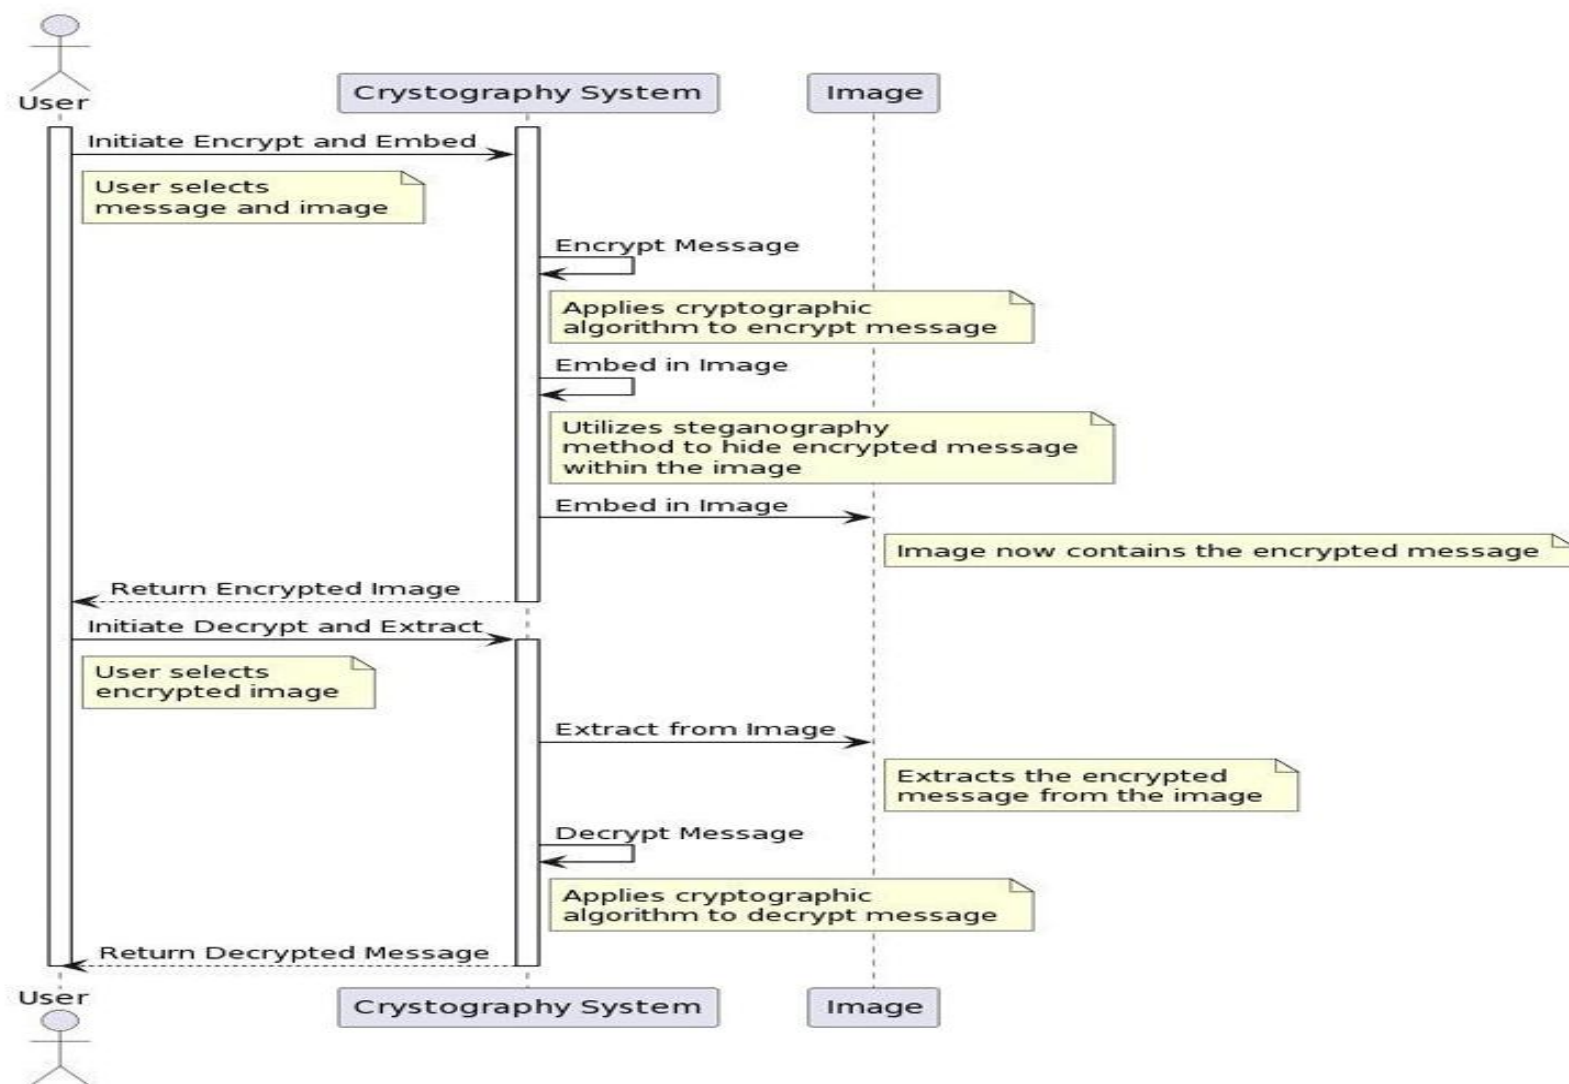 User
Crystography System
Image
Initiate Encrypt and Embed
User selects
message and image
Encrypt Message
Applies cryptographic
algorithm to encrypt message
Embed in Image
Utilizes steganography
method to hide encrypted message
within the image
Embed in Image
Image now contains the encrypted message
Return Encrypted Image
Initiate Decrypt and Extract
User selects
encrypted image
Extract from Image
Extracts the encrypted
message from the image
Decrypt Message
Applies cryptographic
algorithm to decrypt message
Return Decrypted Message
User
Crystography System
Image